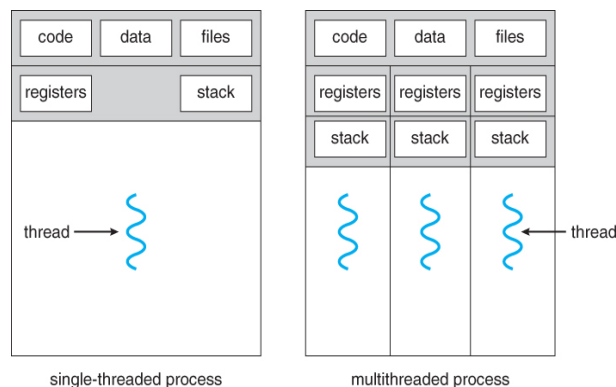 code data files
registers stack
thread
single-threaded process
code data files
registers registers registers
stack stack stack
thread
multithreaded process